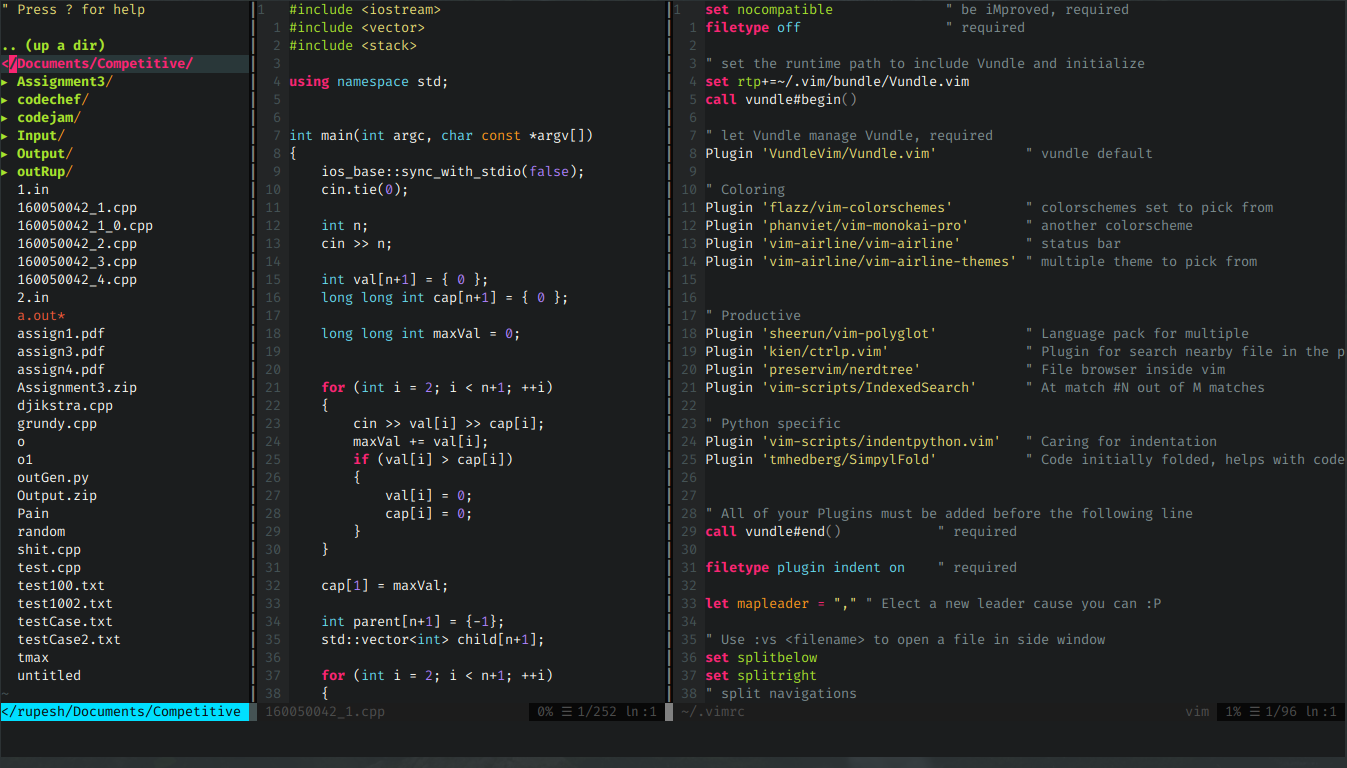 " Press ? for help
.. (up a dir)
</Documents/Competitive/
▸ Assignment3/
▸ codechef/
▸ codejam/
▸ Input/
▸ Output/
▸ outRup/
1.in
160050042_1.cpp
160050042_1_0.cpp
160050042_2.cpp
160050042_3.cpp
160050042_4.cpp
2.in
a.out*
assign1.pdf
assign3.pdf
assign4.pdf
Assignment3.zip
djikstra.cpp
grundy.cpp
o
o1
outGen.py
Output.zip
Pain
random
shit.cpp
test.cpp
test100.txt
test1002.txt
testCase.txt
testCase2.txt
tmax
untitled
~
</rupesh/Documents/Competitive
1 #include <iostream>
1 #include <vector>
2 #include <stack>
3
4 using namespace std;
5
6
7 int main(int argc, char const *argv[])
8 {
9 ios_base::sync_with_stdio(false);
10 cin.tie(0);
11
12 int n;
13 cin >> n;
14
15 int val[n+1] = { 0 };
16 long long int cap[n+1] = { 0 };
17
18 long long int maxVal = 0;
19
20
21 for (int i = 2; i < n+1; ++i)
22 {
23 cin >> val[i] >> cap[i];
24 maxVal += val[i];
25 if (val[i] > cap[i])
26 {
27 val[i] = 0;
28 cap[i] = 0;
29 }
30 }
31
32 cap[1] = maxVal;
33
34 int parent[n+1] = {-1};
35 std::vector<int> child[n+1];
36
37 for (int i = 2; i < n+1; ++i)
38 {
160050042_1.cpp 0% ☰ 1/252 ln:1
1 set nocompatible " be iMproved, required
1 filetype off " required
2
3 " set the runtime path to include Vundle and initialize
4 set rtp+=~/.vim/bundle/Vundle.vim
5 call vundle#begin()
6
7 " let Vundle manage Vundle, required
8 Plugin 'VundleVim/Vundle.vim' " vundle default
9
10 " Coloring
11 Plugin 'flazz/vim-colorschemes' " colorschemes set to pick from
12 Plugin 'phanviet/vim-monokai-pro' " another colorscheme
13 Plugin 'vim-airline/vim-airline' " status bar
14 Plugin 'vim-airline/vim-airline-themes' " multiple theme to pick from
15
16
17 " Productive
18 Plugin 'sheerun/vim-polyglot' " Language pack for multiple
19 Plugin 'kien/ctrlp.vim' " Plugin for search nearby file in the p
20 Plugin 'preservim/nerdtree' " File browser inside vim
21 Plugin 'vim-scripts/IndexedSearch' " At match #N out of M matches
22
23 " Python specific
24 Plugin 'vim-scripts/indentpython.vim' " Caring for indentation
25 Plugin 'tmhedberg/SimpylFold' " Code initially folded, helps with code
26
27
28 " All of your Plugins must be added before the following line
29 call vundle#end() " required
30
31 filetype plugin indent on " required
32
33 let mapleader = "," " Elect a new leader cause you can :P
34
35 " Use :vs <filename> to open a file in side window
36 set splitbelow
37 set splitright
38 " split navigations
~/.vimrc vim 1% ☰ 1/96 ln:1